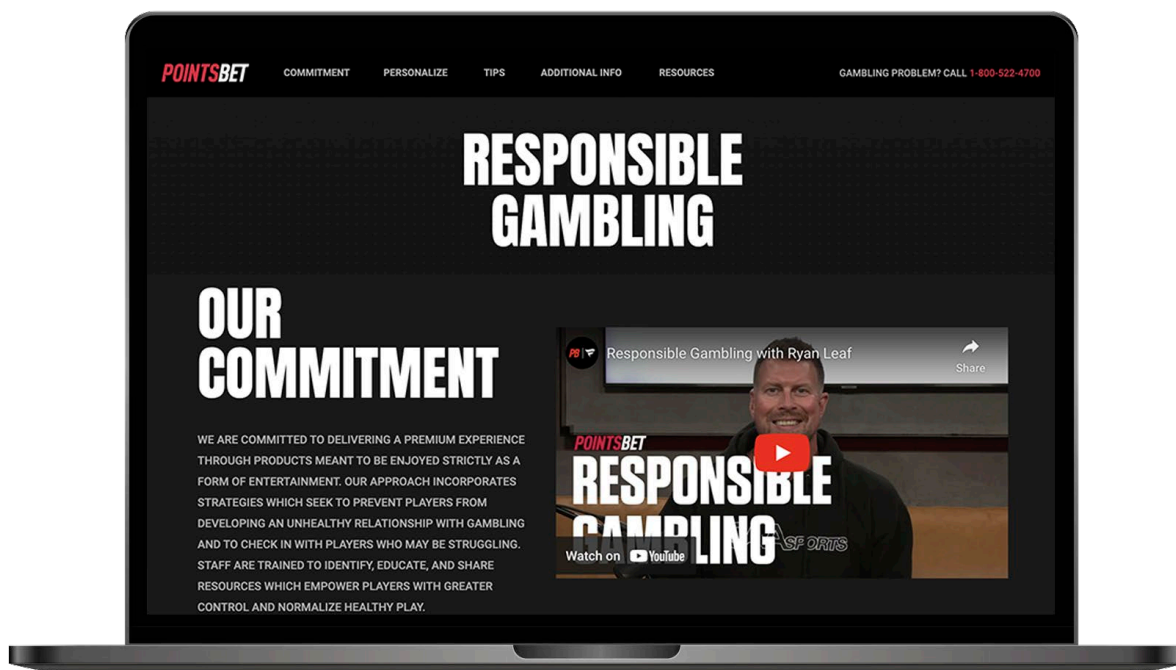 POINTSBET
COMMITMENT
PERSONALIZE
TIPS
ADDITIONAL INFO
RESOURCES
GAMBLING PROBLEM? CALL 1-800-522-4700
RESPONSIBLE
GAMBLING
OUR
COMMITMENT
WE ARE COMMITTED TO DELIVERING A PREMIUM EXPERIENCE
THROUGH PRODUCTS MEANT TO BE ENJOYED STRICTLY AS A
FORM OF ENTERTAINMENT. OUR APPROACH INCORPORATES
STRATEGIES WHICH SEEK TO PREVENT PLAYERS FROM
DEVELOPING AN UNHEALTHY RELATIONSHIP WITH GAMBLING
AND TO CHECK IN WITH PLAYERS WHO MAY BE STRUGGLING.
STAFF ARE TRAINED TO IDENTIFY, EDUCATE, AND SHARE
RESOURCES WHICH EMPOWER PLAYERS WITH GREATER
CONTROL AND NORMALIZE HEALTHY PLAY.
PB
Responsible Gambling with Ryan Leaf
Share
POINTSBET
RESPONSIBLE
GAMBLING
SPORTS
Watch on YouTube